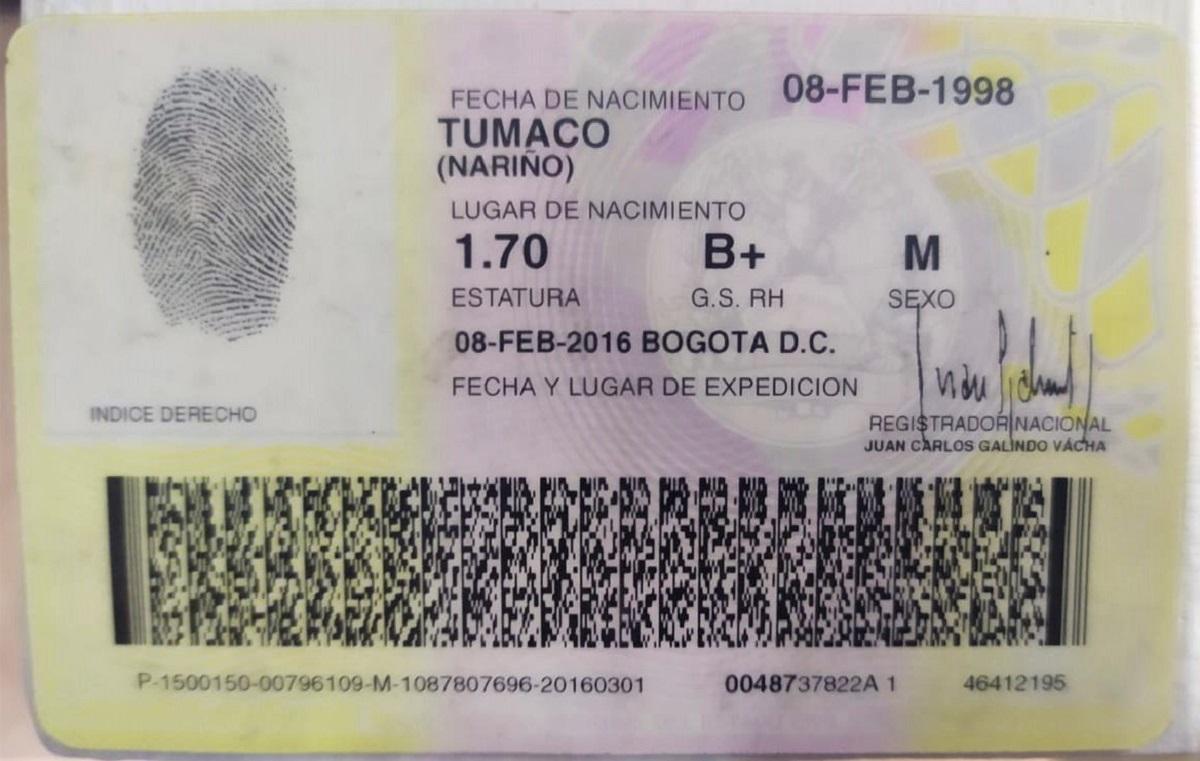 FECHA DE NACIMIENTO 08-FEB-1998
TUMACO
(NARIÑO)
LUGAR DE NACIMIENTO
1.70 B+ M
ESTATURA G.S. RH SEXO
08-FEB-2016 BOGOTA D.C.
FECHA Y LUGAR DE EXPEDICION
INDICE DERECHO
REGISTRADOR NACIONAL
JUAN CARLOS GALINDO VÁCHA
P-1500150-00796109-M-1087807696-20160301 0048737822A 1 46412195